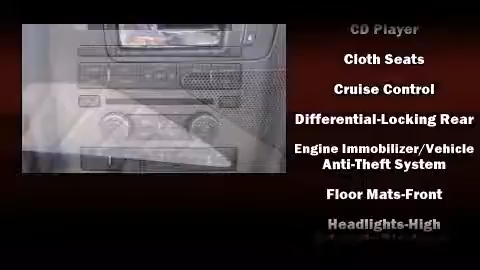 CD Player
Cloth Seats
Cruise Control
Differential-Locking Rear
Engine Immobilizer/Vehicle
Anti-Theft System
Floor Mats-Front
Headlights-High